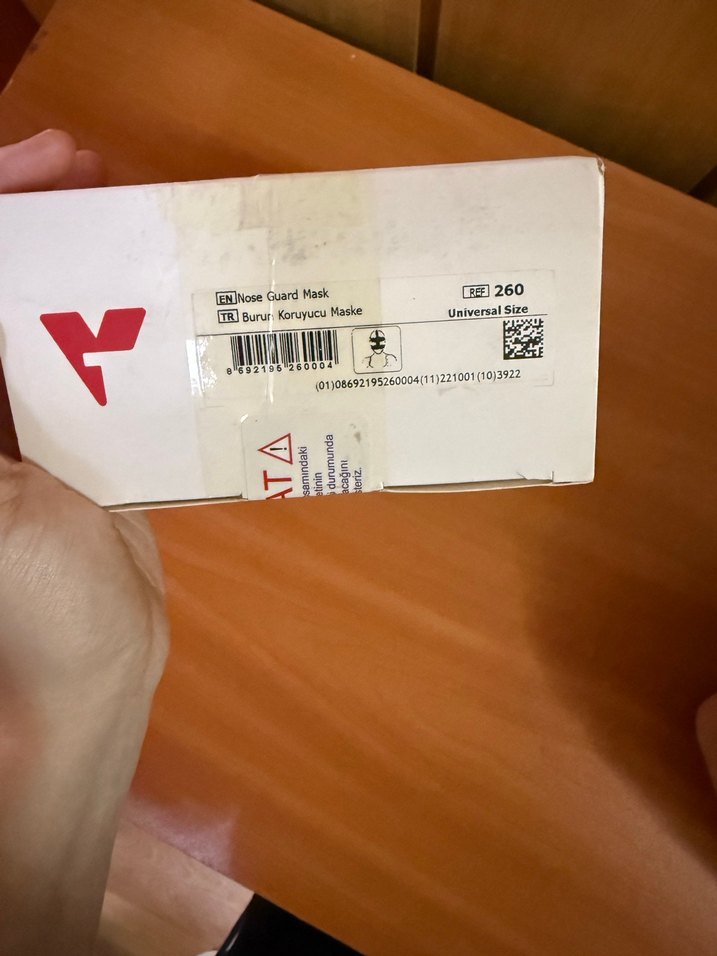 EN Nose Guard Mask
TR Burun Koruyucu Maske
REF 260
Universal Size
8 692195 260004
(01)08692195260004(11)221001(10)3922
AT
samındaki
etinin
durumunda
acağını
steriz.